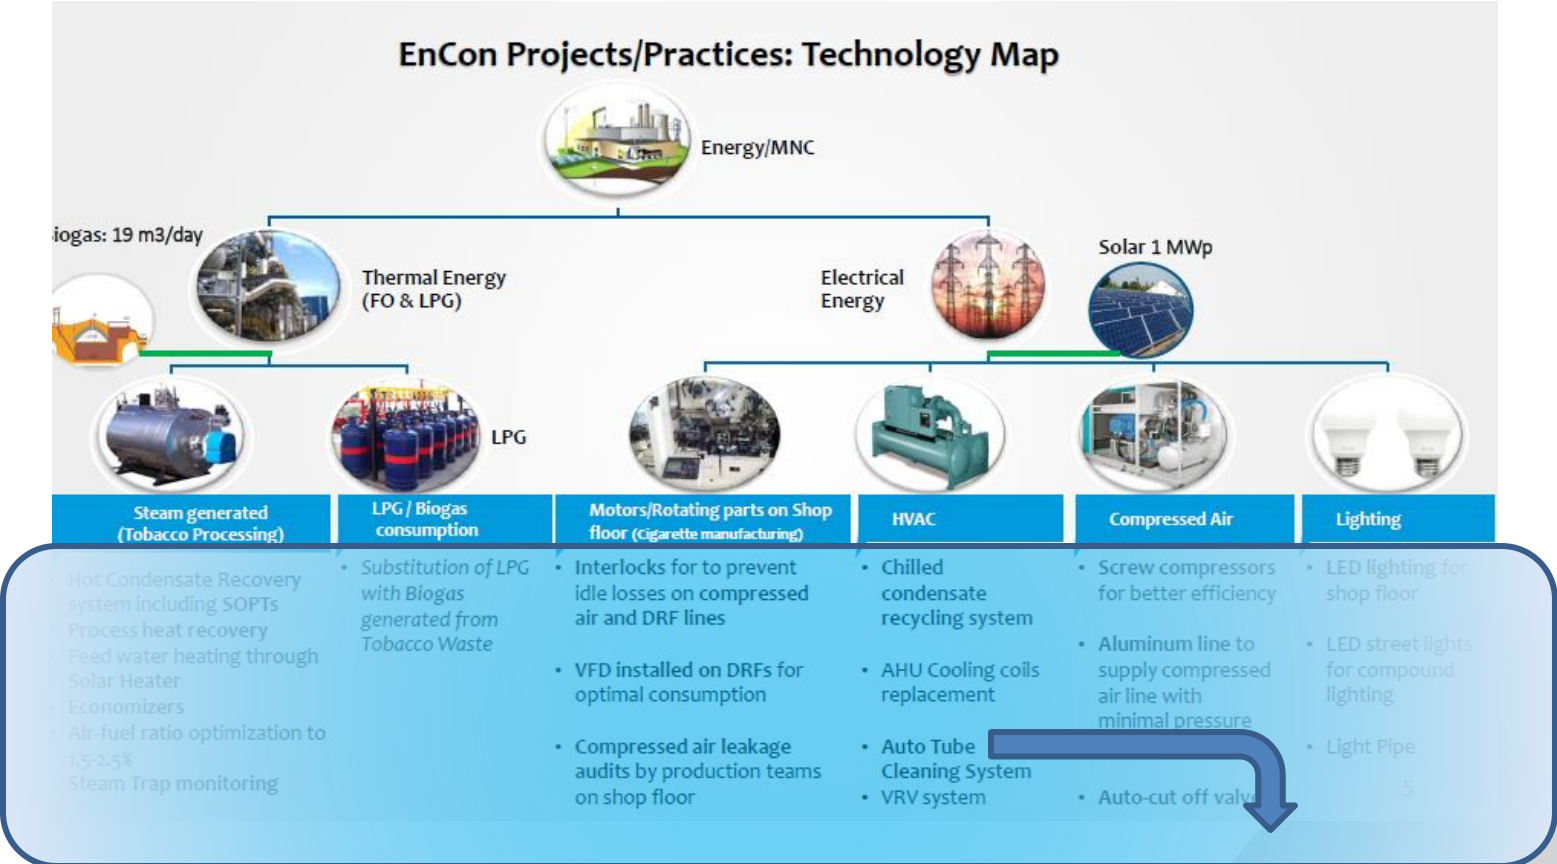 EnCon Projects/Practices: Technology Map
Energy/MNC
iogas: 19 m3/day
Thermal Energy
(FO & LPG)
Electrical
Energy
Solar 1 MWp
LPG
Steam generated
(Tobacco Processing)
• Hot Condensate Recovery
system including SOPTs
• Process heat recovery
• Feed water heating through
Solar Heater
• Economizers
• Air-fuel ratio optimization to
1.5-2.5%
• Steam Trap monitoring
LPG / Biogas
consumption
• Substitution of LPG
with Biogas
generated from
Tobacco Waste
Motors/Rotating parts on Shop
floor (Cigarette manufacturing)
• Interlocks for to prevent
idle losses on compressed
air and DRF lines
• VFD installed on DRFs for
optimal consumption
• Compressed air leakage
audits by production teams
on shop floor
HVAC
• Chilled
condensate
recycling system
• AHU Cooling coils
replacement
• Auto Tube
Cleaning System
• VRV system
Compressed Air
• Screw compressors
for better efficiency
• Aluminum line to
supply compressed
air line with
minimal pressure
• Auto-cut off valve
Lighting
• LED lighting for
shop floor
• LED street lights
for compound
lighting
• Light Pipe
5